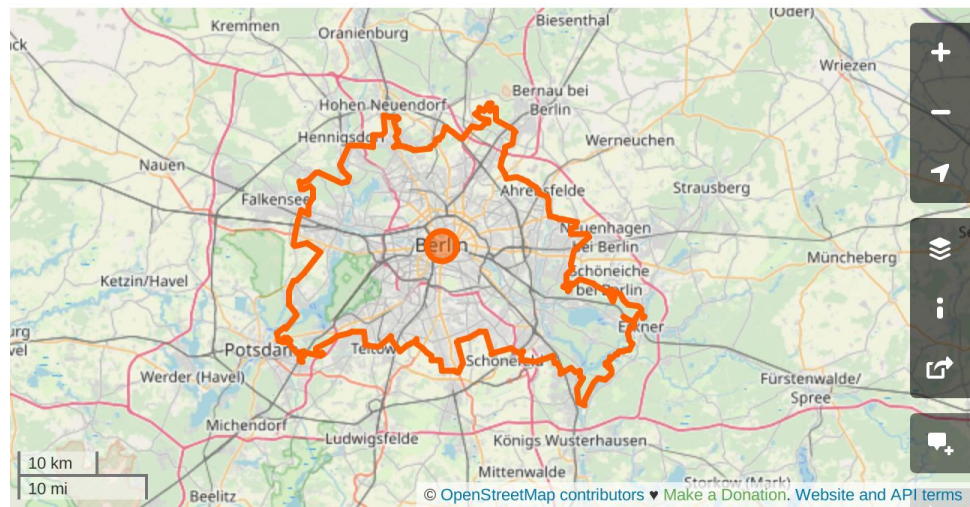 Kremmen
Oranienburg
Biesenthal
(Oder)
Wriezen
Bernau bei
Berlin
Hohen Neuendorf
Hennigsdorf
Werneuchen
Nauen
Falkensee
Ahrensfelde
Strausberg
Neuenhagen
bei Berlin
Berlin
Müncheberg
Ketzin/Havel
Schöneiche
bei Berlin
Erkner
Potsdam
Teltow
Schönefeld
Werder (Havel)
Fürstenwalde/
Spree
Michendorf
Ludwigsfelde
Königs Wusterhausen
Mittenwalde
Storkow (Mark)
Beelitz
10 km
10 mi
© OpenStreetMap contributors ♥ Make a Donation. Website and API terms